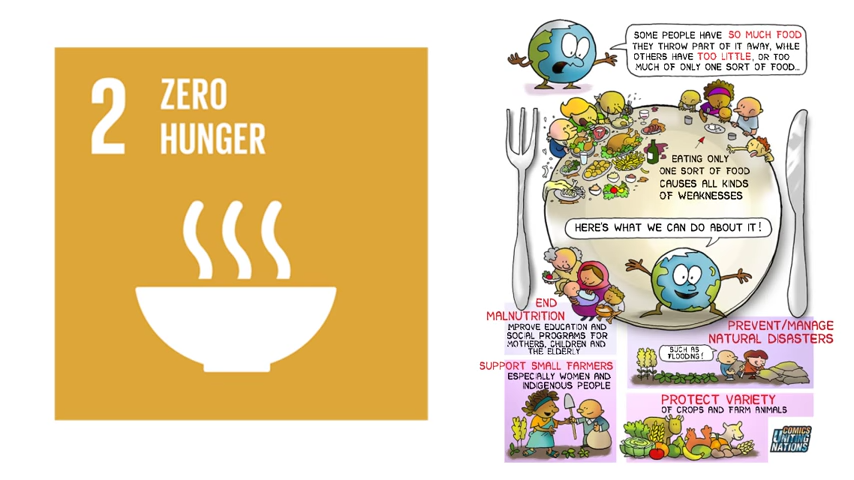 2 ZERO
HUNGER
SOME PEOPLE HAVE SO MUCH FOOD
THEY THROW PART OF IT AWAY, WHILE
OTHERS HAVE TOO LITTLE, OR TOO
MUCH OF ONLY ONE SORT OF FOOD...
EATING ONLY
ONE SORT OF FOOD
CAUSES ALL KINDS
OF WEAKNESSES
HERE'S WHAT WE CAN DO ABOUT IT!
END
MALNUTRITION
IMPROVE EDUCATION AND
SOCIAL PROGRAMS FOR
MOTHERS, CHILDREN AND
THE ELDERLY
PREVENT/MANAGE
NATURAL DISASTERS
SUCH AS
FLOODING!
SUPPORT SMALL FARMERS
ESPECIALLY WOMEN AND
INDIGENOUS PEOPLE
PROTECT VARIETY
OF CROPS AND FARM ANIMALS
COMICS
UNITING
NATIONS